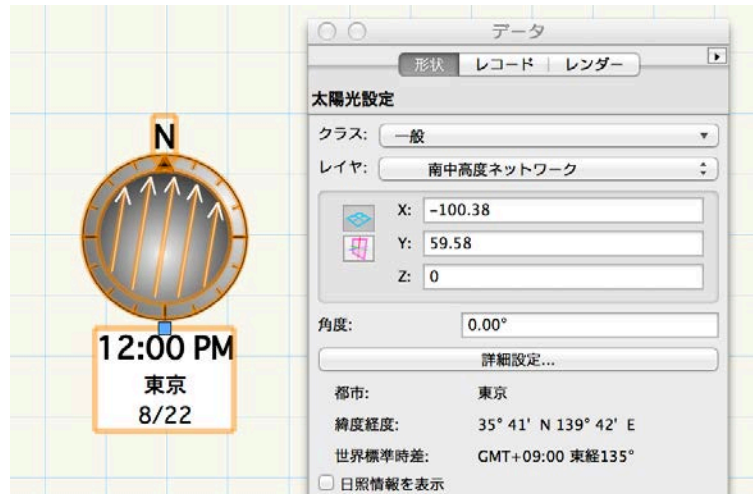 N
12:00 PM
東京
8/22
データ
形状 レコード レンダー
太陽光設定
クラス: 一般
レイヤ: 南中高度ネットワーク
X: -100.38
Y: 59.58
Z: 0
角度: 0.00°
詳細設定...
都市: 東京
緯度経度: 35° 41' N 139° 42' E
世界標準時差: GMT+09:00 東経135°
日照情報を表示